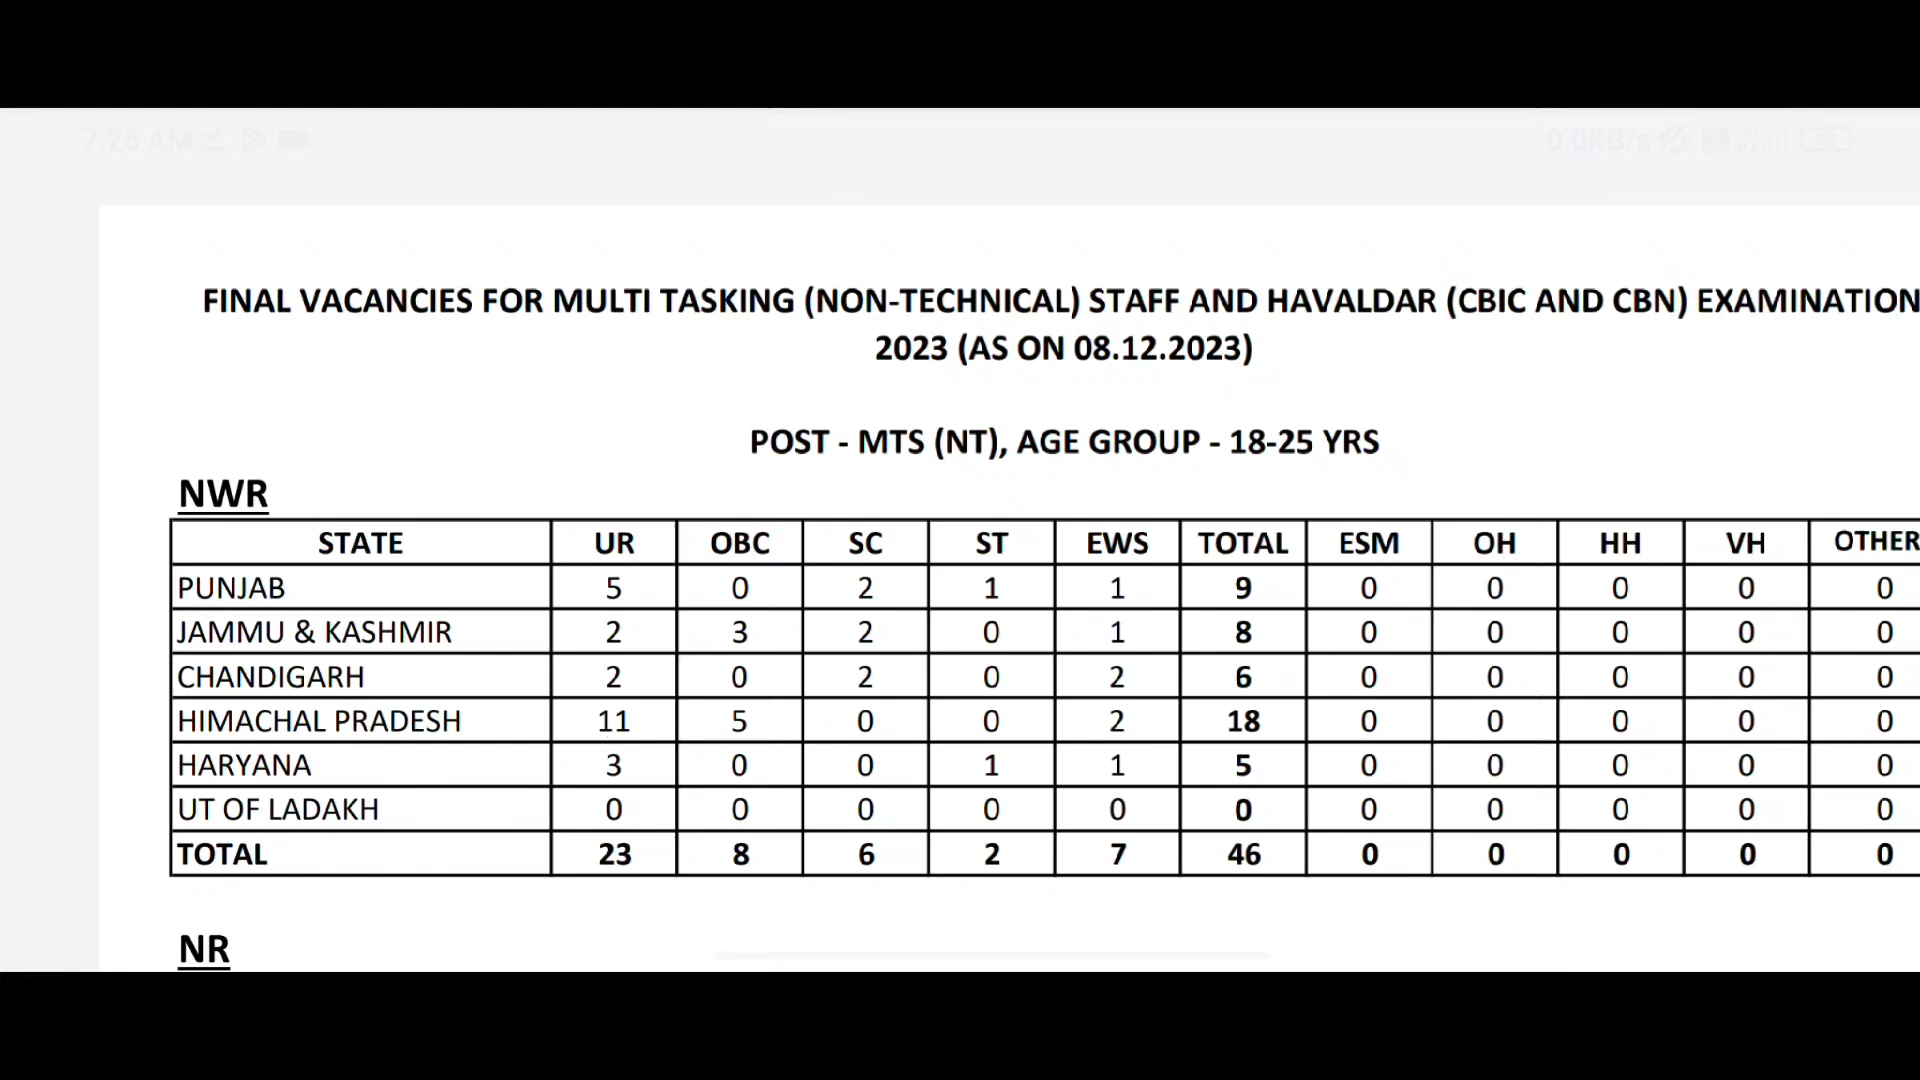 7:26 AM
0.0KB/s
FINAL VACANCIES FOR MULTI TASKING (NON-TECHNICAL) STAFF AND HAVALDAR (CBIC AND CBN) EXAMINATION
2023 (AS ON 08.12.2023)
POST - MTS (NT), AGE GROUP - 18-25 YRS
NWR
STATE UR OBC SC ST EWS TOTAL ESM OH HH VH OTHER
PUNJAB 5 0 2 1 1 9 0 0 0 0 0
JAMMU & KASHMIR 2 3 2 0 1 8 0 0 0 0 0
CHANDIGARH 2 0 2 0 2 6 0 0 0 0 0
HIMACHAL PRADESH 11 5 0 0 2 18 0 0 0 0 0
HARYANA 3 0 0 1 1 5 0 0 0 0 0
UT OF LADAKH 0 0 0 0 0 0 0 0 0 0 0
TOTAL 23 8 6 2 7 46 0 0 0 0 0
NR